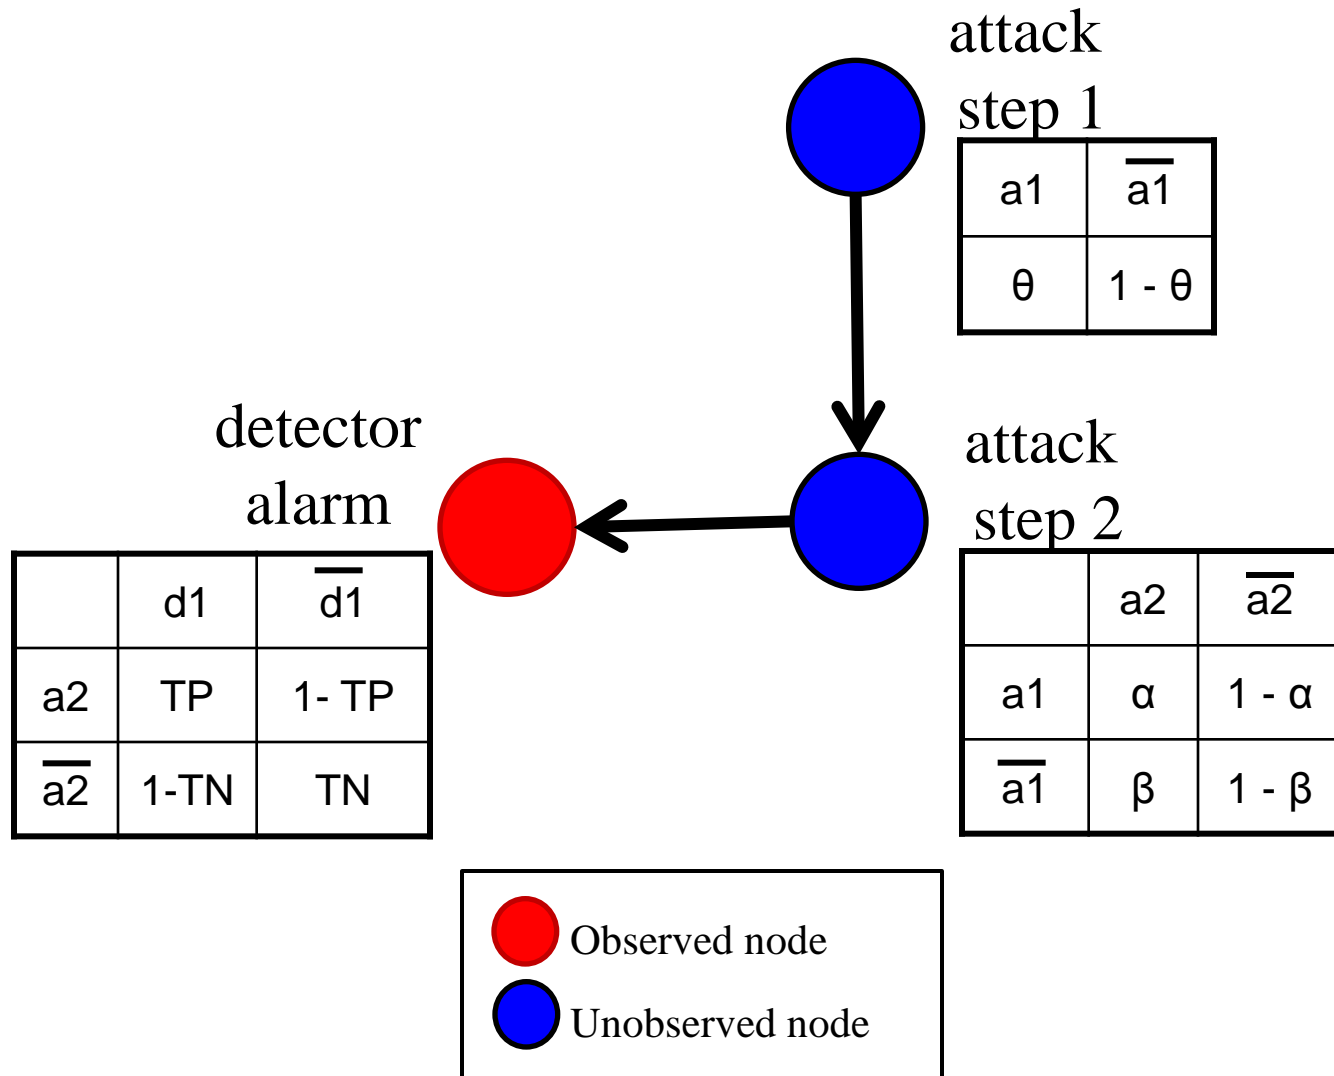 attack
step 1
a1 a1̅
θ 1 - θ
detector
alarm
d1 d1̅
a2 TP 1- TP
a2̅ 1-TN TN
attack
step 2
a2 a2̅
a1 α 1 - α
a1̅ β 1 - β
Observed node
Unobserved node